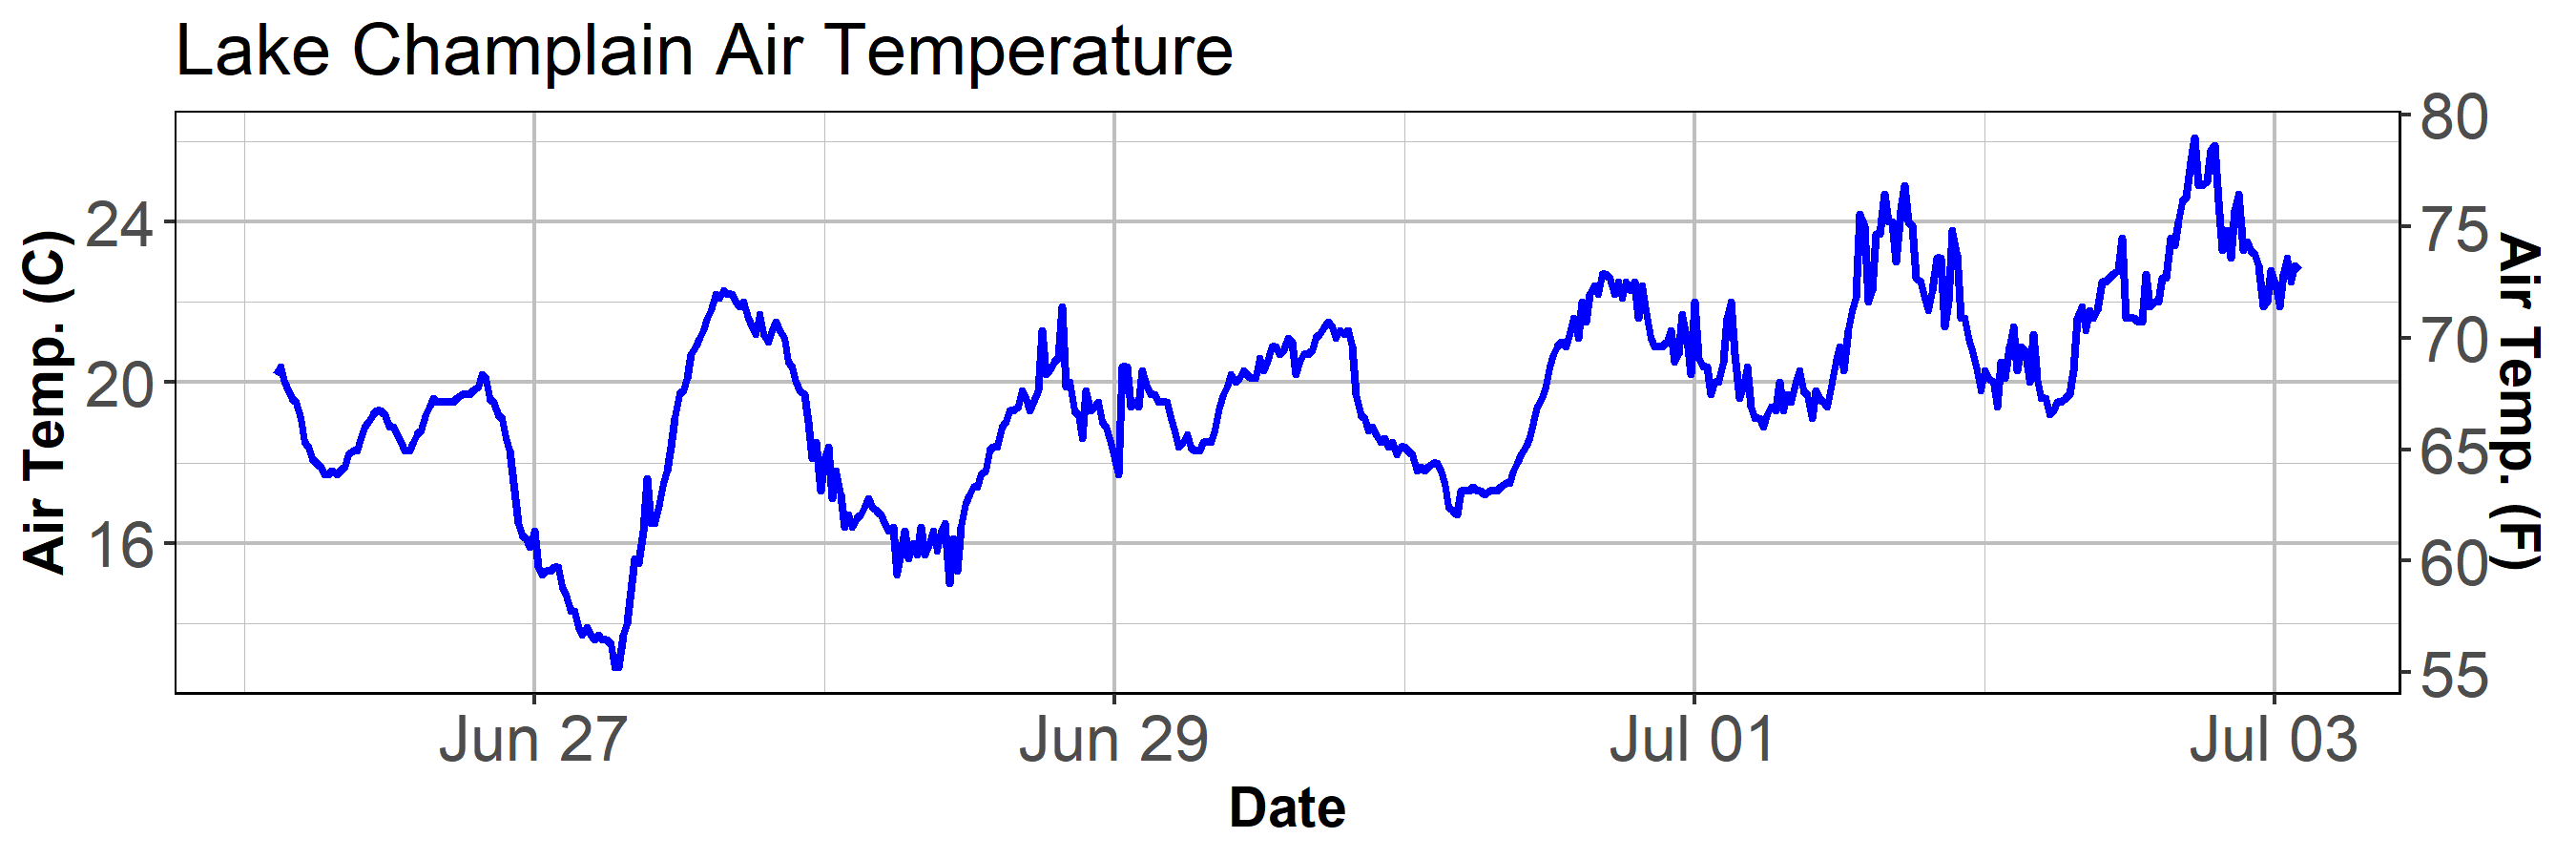 Lake Champlain Air Temperature
Air Temp. (C)
24
20
16
80
75
70
65
60
55
Air Temp. (F)
Jun 27
Jun 29
Jul 01
Jul 03
Date